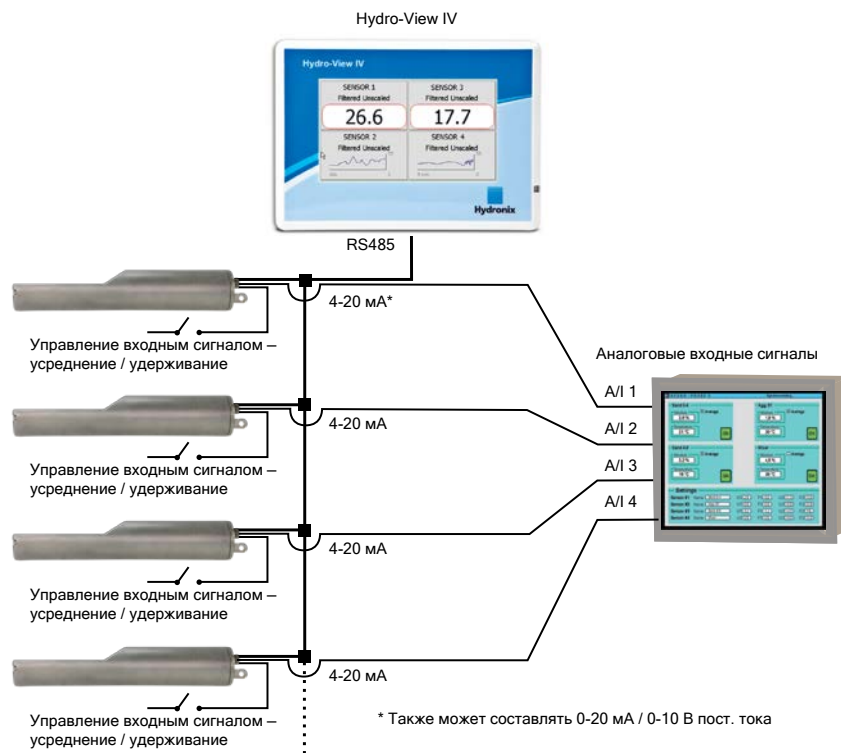 Hydro-View IV
Hydro-View IV
SENSOR 1
Filtered Unscaled
26.6
SENSOR 3
Filtered Unscaled
17.7
SENSOR 2
Filtered Unscaled
SENSOR 4
Filtered Unscaled
Hydronix
RS485
4-20 мА*
Управление входным сигналом –
усреднение / удерживание
Аналоговые входные сигналы
A/I 1
4-20 мА
A/I 2
Управление входным сигналом –
усреднение / удерживание
A/I 3
A/I 4
Settings
4-20 мА
Управление входным сигналом –
усреднение / удерживание
4-20 мА
Управление входным сигналом –
усреднение / удерживание
* Также может составлять 0-20 мА / 0-10 В пост. тока